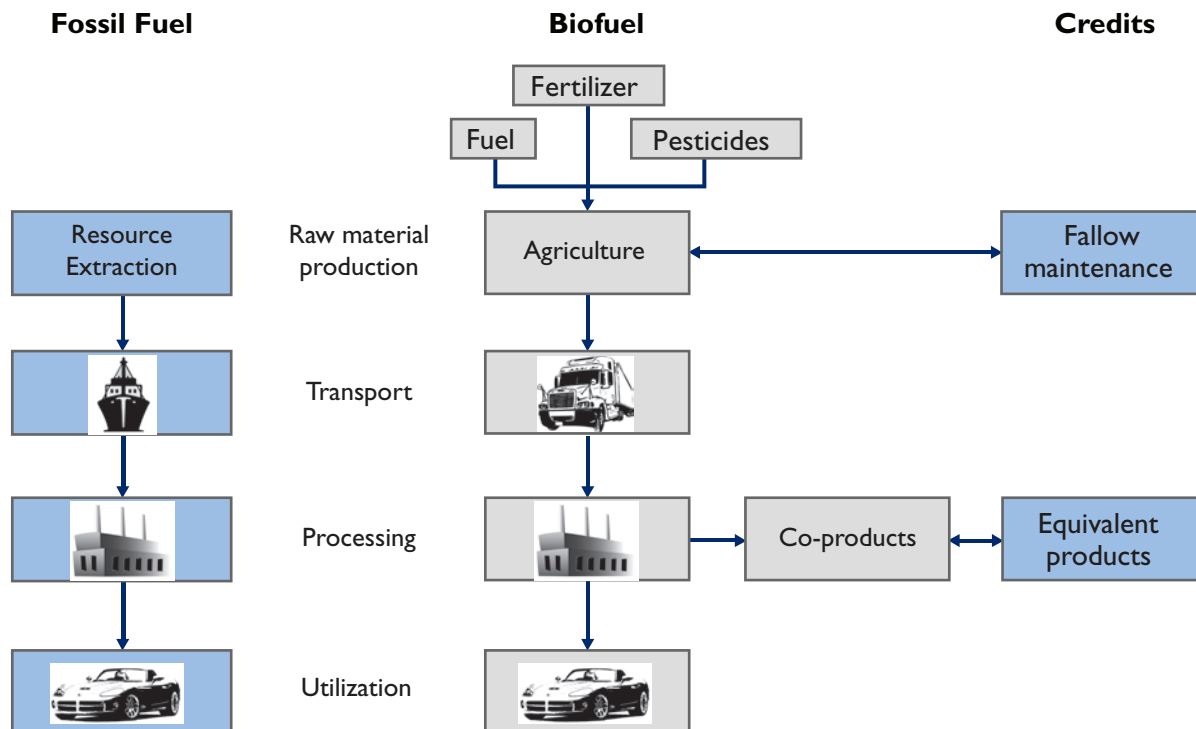 Fossil Fuel
Biofuel
Credits
Fertilizer
Fuel
Pesticides
Resource
Extraction
Raw material
production
Agriculture
Fallow
maintenance
Transport
Processing
Co-products
Equivalent
products
Utilization